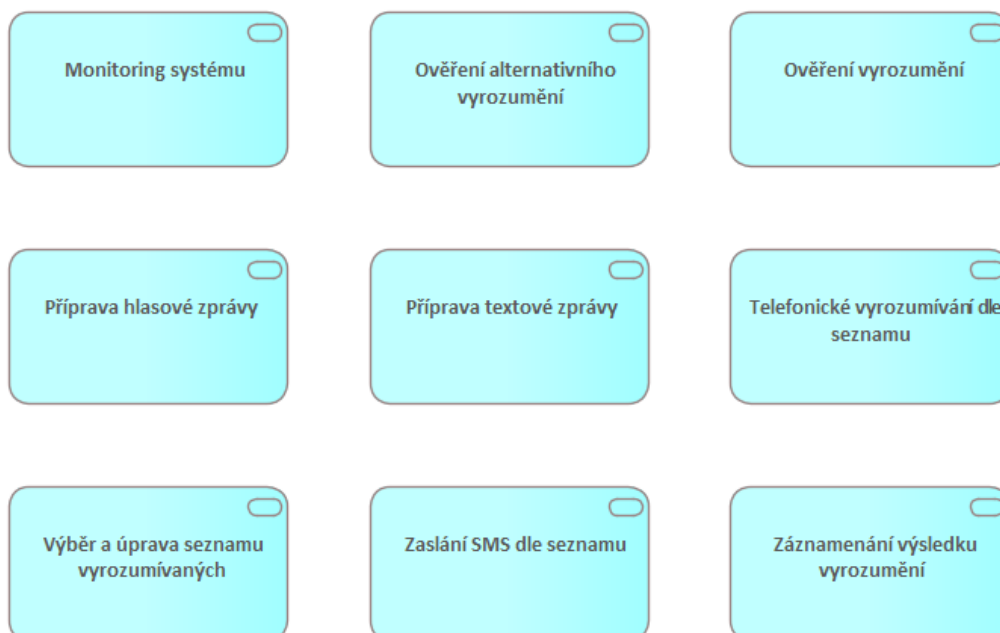 Monitoring systému
Ověření alternativního
vyrozumění
Ověření vyrozumění
Příprava hlasové zprávy
Příprava textové zprávy
Telefonické vyrozumívání dle
seznamu
Výběr a úprava seznamu
vyrozumívaných
Zaslání SMS dle seznamu
Záznamenání výsledku
vyrozumění